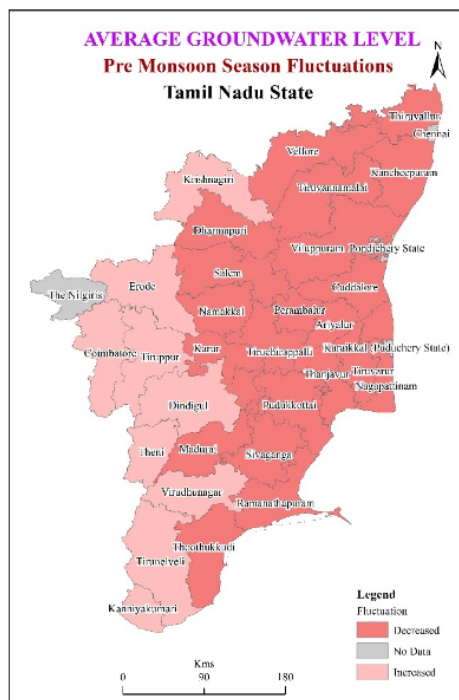 AVERAGE GROUNDWATER LEVEL
Pre Monsoon Season Fluctuations
Tamil Nadu State
N
Thiruvallur
Chennai
Vellore
Kancheepuram
Krishnagiri
Tiruvannamalai
Dharmapuri
Viluppuram
Pondichery State
Salem
Erode
The Nilgiris
Cuddalore
Namakkal
Perambalur
Ariyalur
Coimbatore
Tiruppur
Karur
Tiruchirappalli
Karaikkal (Puduchery State)
Thanjavur
Tiruvarur
Nagapattinam
Dindigul
Pudukkottai
Theni
Madurai
Sivaganga
Virudhunagar
Ramanathapuram
Thoothukkudi
Tirunelveli
Kanniyakumari
Legend
Fluctuation
Decreased
No Data
Increased
Kms
0 90 180